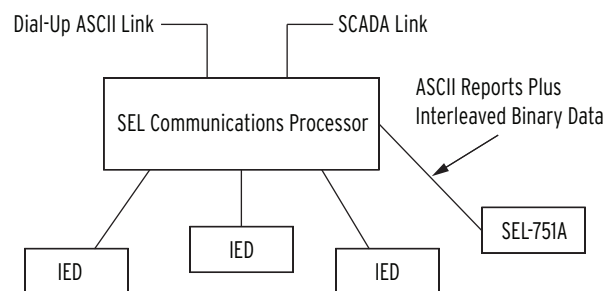 Dial-Up ASCII Link
SCADA Link
ASCII Reports Plus
Interleaved Binary Data
SEL Communications Processor
SEL-751A
IED
IED
IED